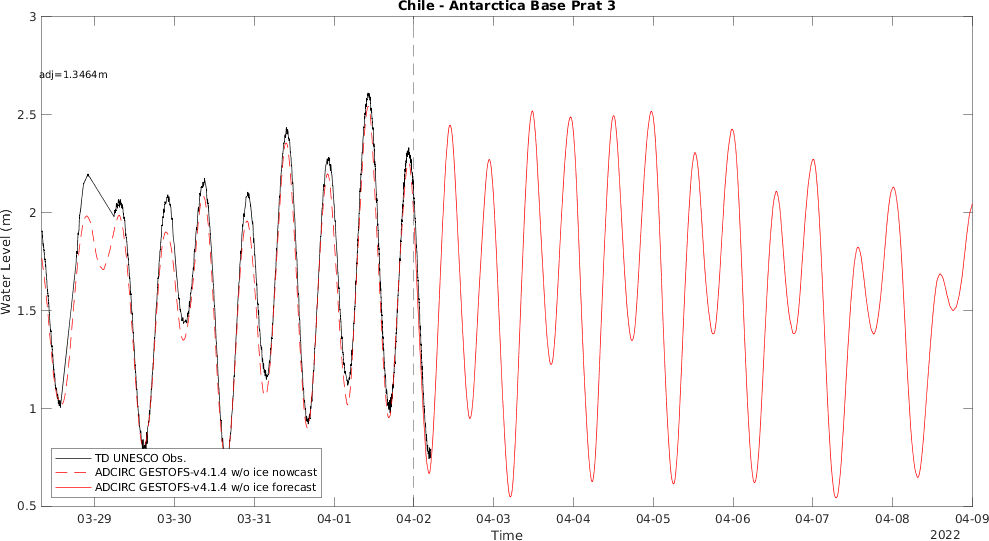 Chile - Antarctica Base Prat 3
3
adj=1.3464m
2.5
2
Water Level (m)
1.5
1
TD UNESCO Obs.
ADCIRC GESTOFS-v4.1.4 w/o ice nowcast
ADCIRC GESTOFS-v4.1.4 w/o ice forecast
0.5
03-29 03-30 03-31 04-01 04-02 04-03 04-04 04-05 04-06 04-07 04-08 04-09
Time
2022